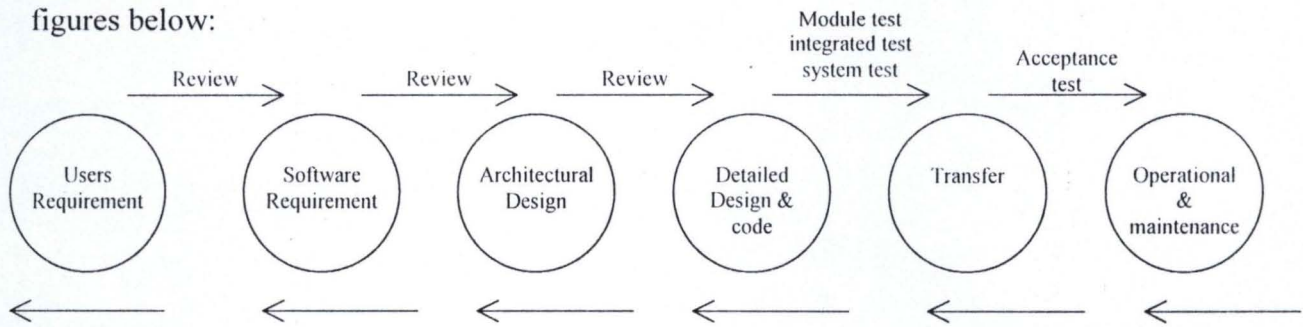 figures below:
Module test
integrated test
system test
Acceptance
test
Review
Review
Review
Users
Requirement
Software
Requirement
Architectural
Design
Detailed
Design &
code
Transfer
Operational
&
maintenance